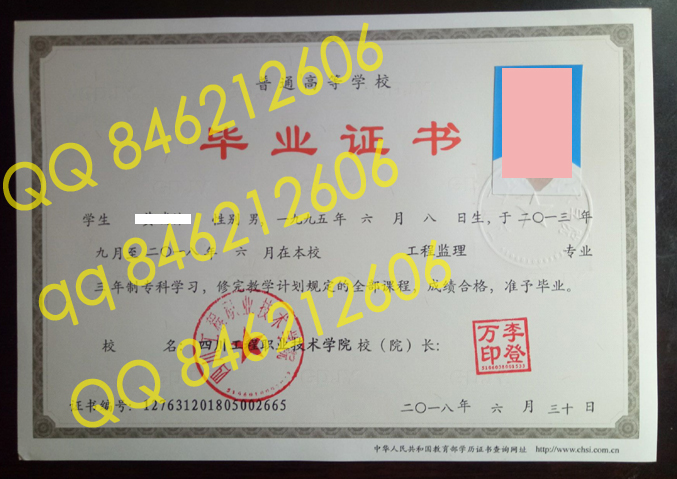 普通高等学校
毕业证书
学生 性别 男，一九九五年 六 月 八 日生，于二〇一三年
九月至二〇一八年 六 月在本校 工程监理 专业
三年制专科学习，修完教学计划规定的全部课程，成绩合格，准予毕业。
校 名： 四川工程职业技术学院 校（院）长：
李登万印
证书编号：127631201805002665
二〇一八年 六 月 三十日
中华人民共和国教育部学历证书查询网址 http://www.chsi.com.cn
QQ 846212606
qq 846212606
QQ 846212606